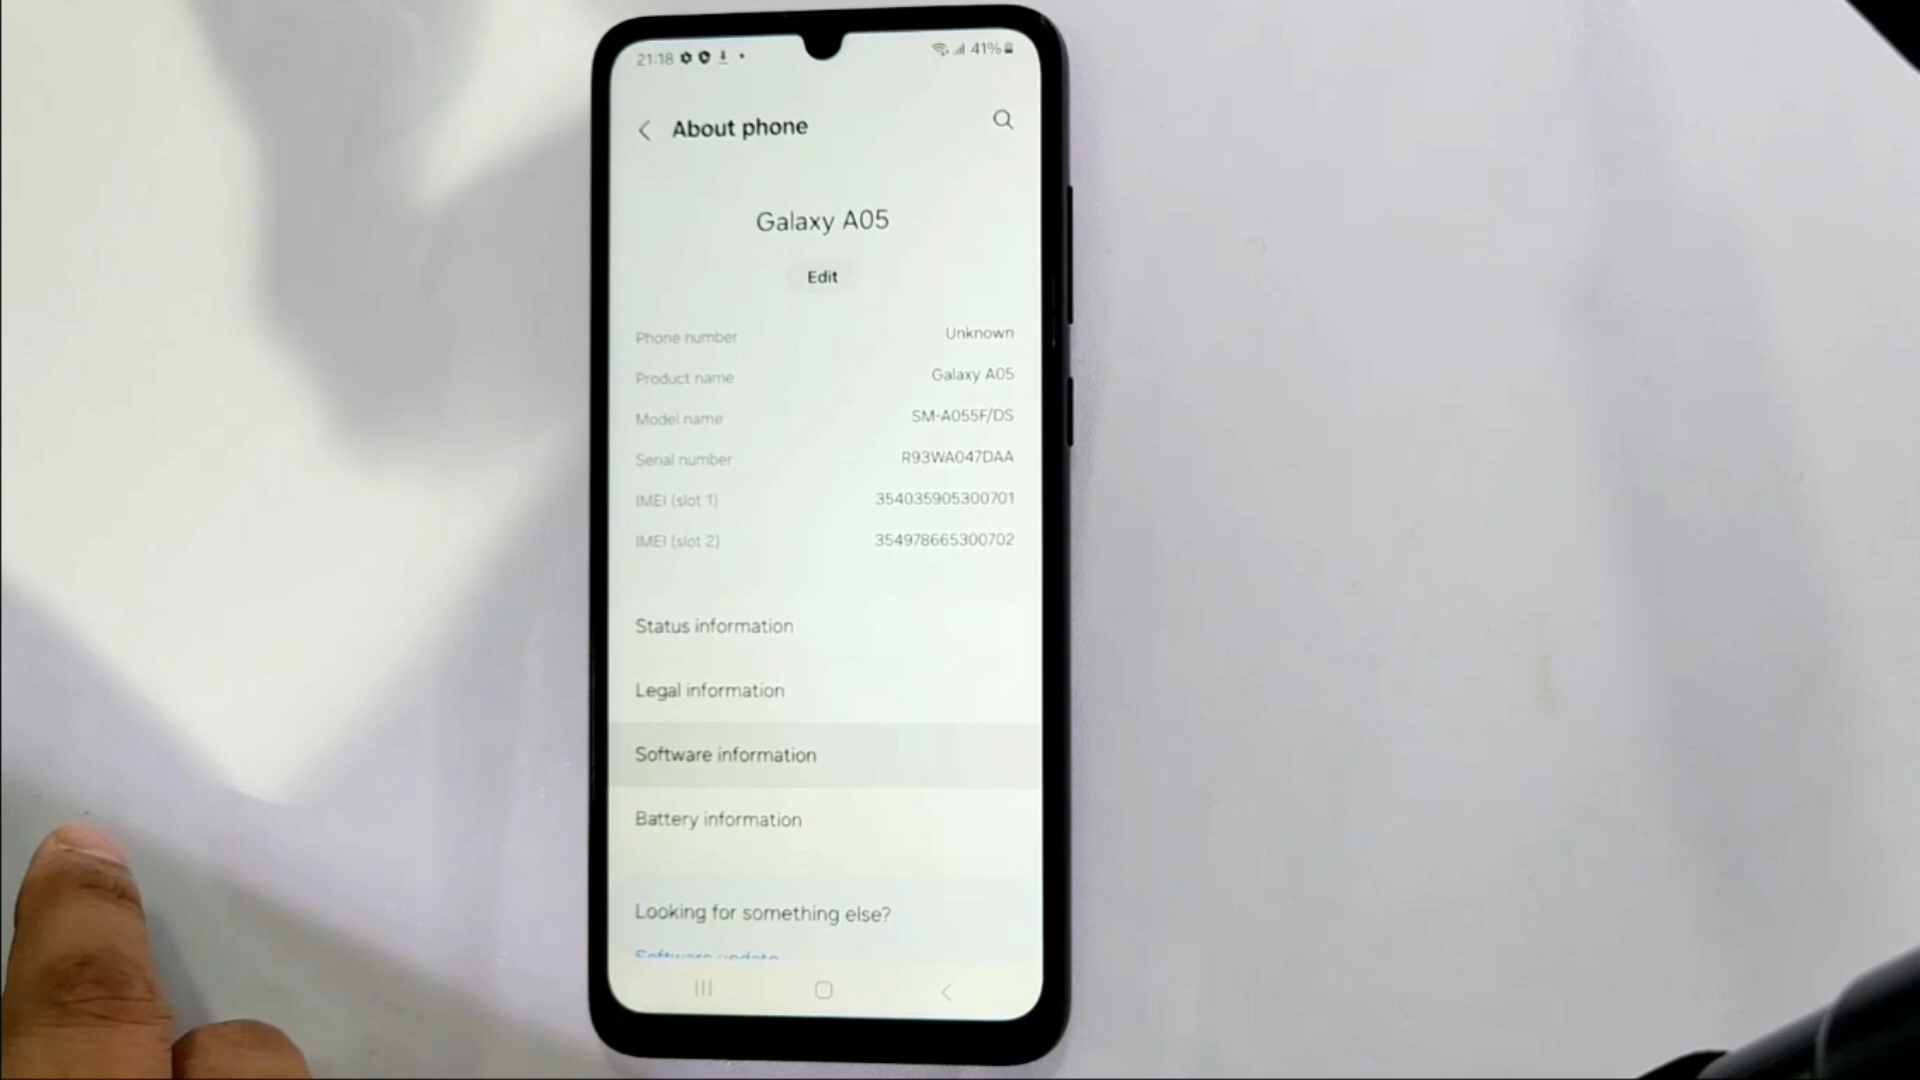 21:18 41%
About phone
Galaxy A05
Edit
Phone number Unknown
Product name Galaxy A05
Model name SM-A055F/DS
Serial number R93WA047DAA
IMEI (slot 1) 354035905300701
IMEI (slot 2) 354978665300702
Status information
Legal information
Software information
Battery information
Looking for something else?
Software update